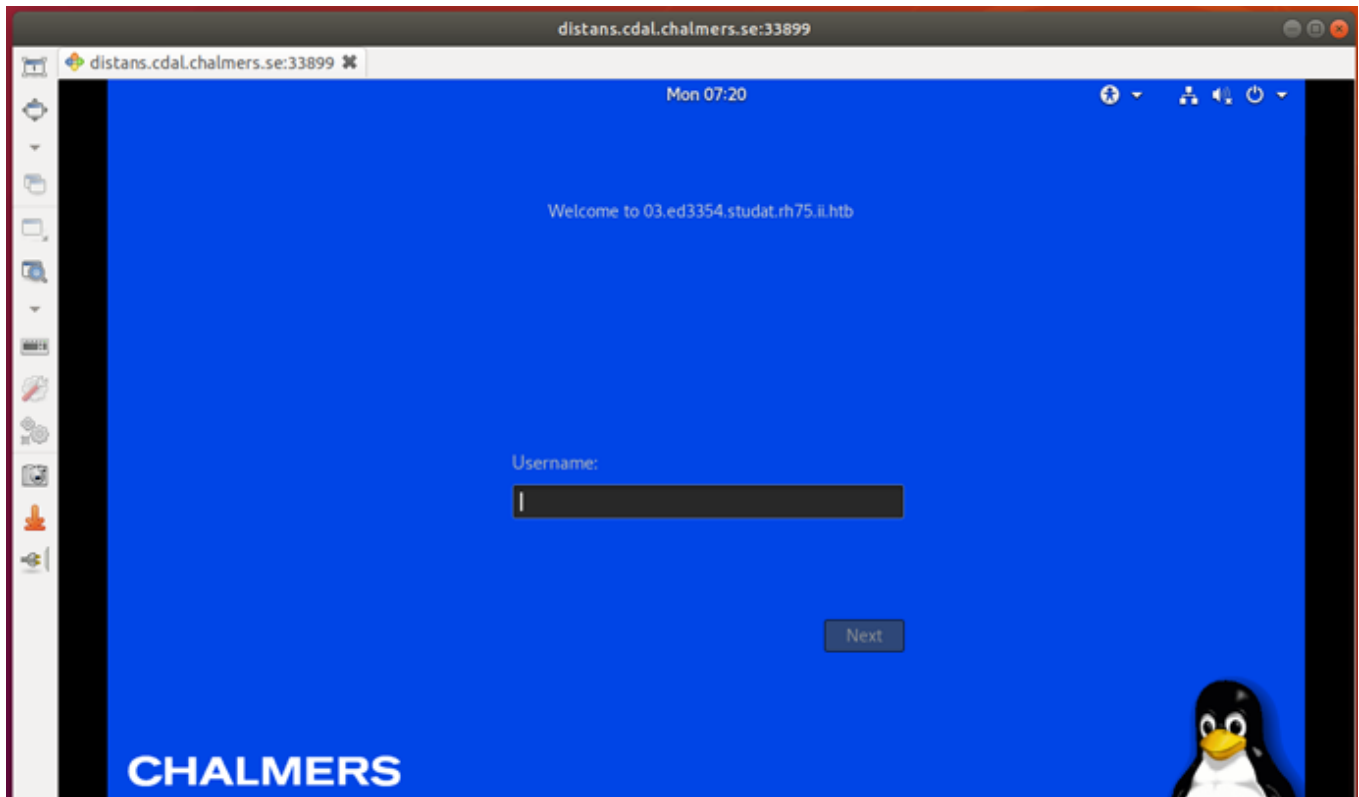 distans.cdal.chalmers.se:33899
distans.cdal.chalmers.se:33899
Mon 07:20
Welcome to 03.ed3354.studat.rh75.ii.htb
Username:
Next
CHALMERS